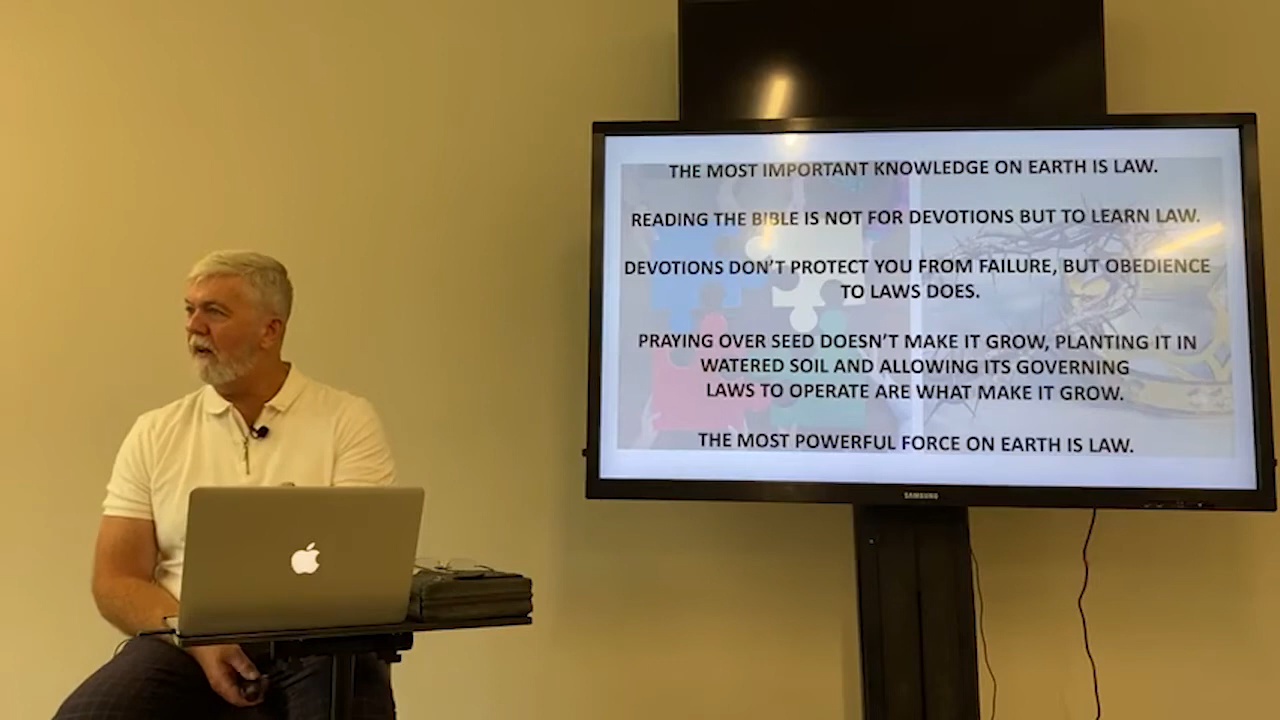 THE MOST IMPORTANT KNOWLEDGE ON EARTH IS LAW.
READING THE BIBLE IS NOT FOR DEVOTIONS BUT TO LEARN LAW.
DEVOTIONS DON'T PROTECT YOU FROM FAILURE, BUT OBEDIENCE
TO LAWS DOES.
PRAYING OVER SEED DOESN'T MAKE IT GROW, PLANTING IT IN
WATERED SOIL AND ALLOWING ITS GOVERNING
LAWS TO OPERATE ARE WHAT MAKE IT GROW.
THE MOST POWERFUL FORCE ON EARTH IS LAW.
SAMSUNG